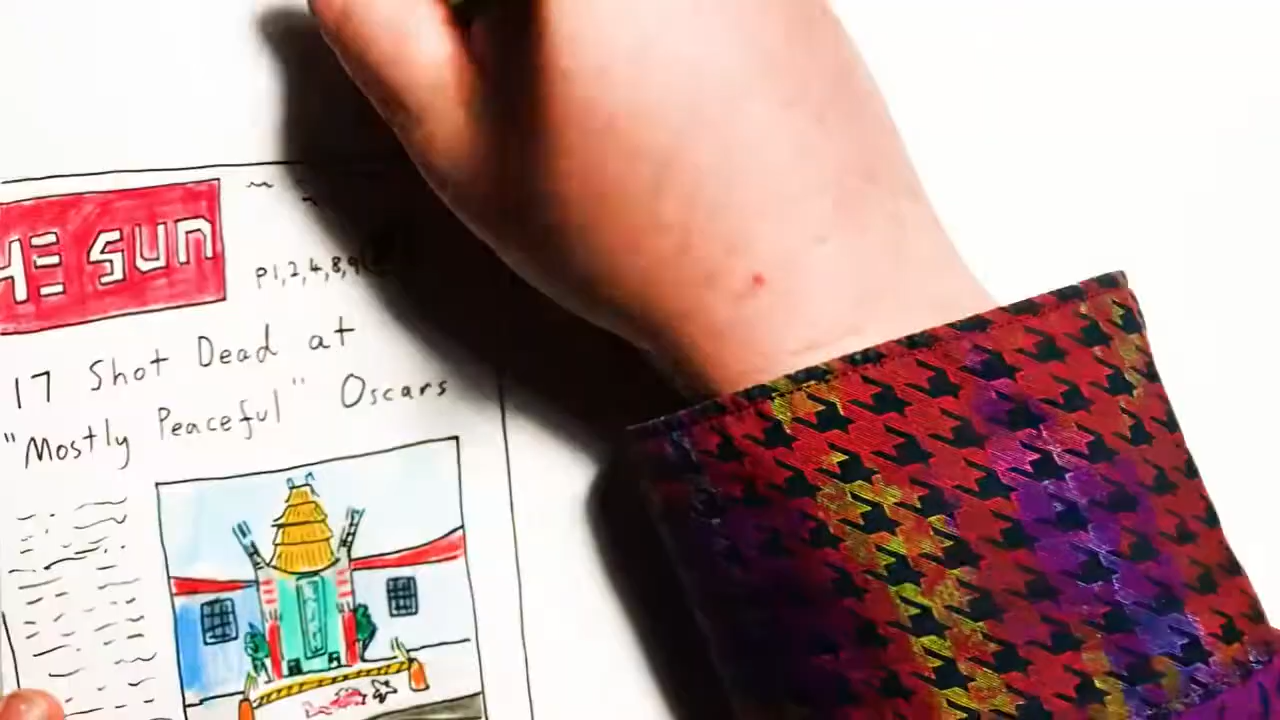 HE SUN
P1,2,4,8,9
17 Shot Dead at
"Mostly Peaceful" Oscars